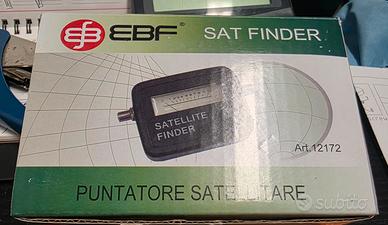 EBF® SAT FINDER
SATELLITE
FINDER
Art.12172
PUNTATORE SATELLITARE
subito